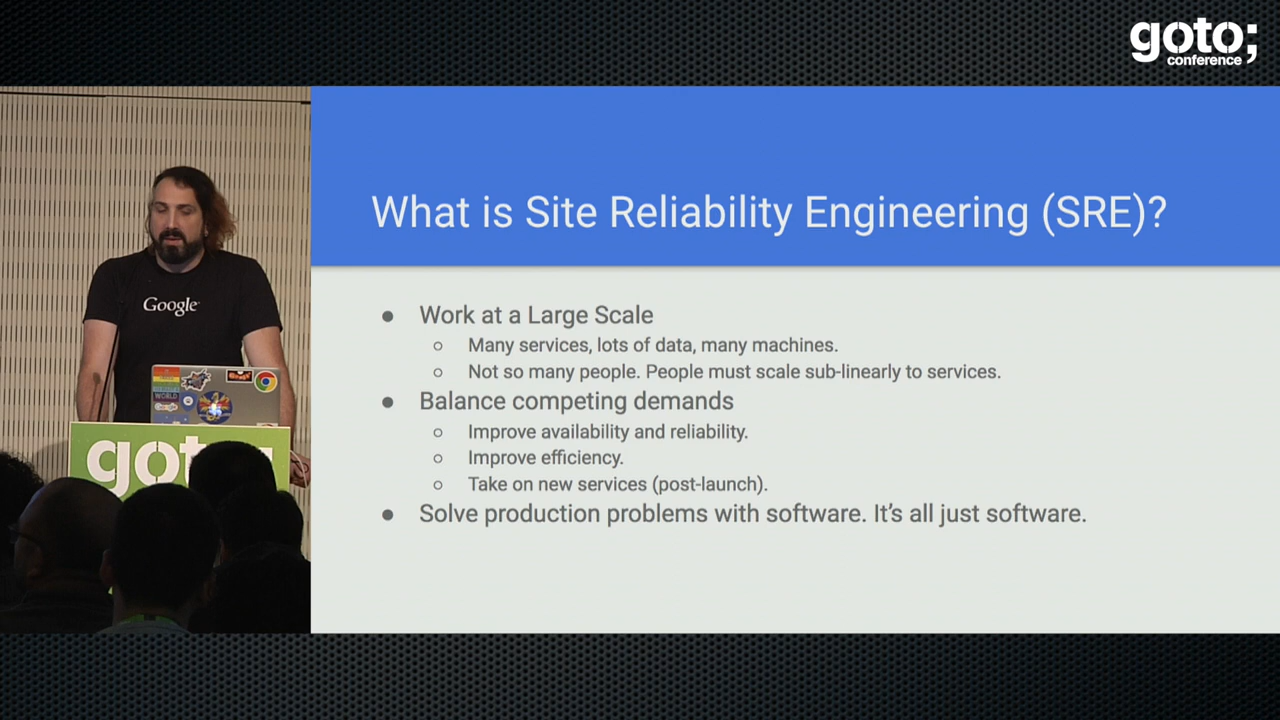 goto;
conference
What is Site Reliability Engineering (SRE)?
● Work at a Large Scale
○ Many services, lots of data, many machines.
○ Not so many people. People must scale sub-linearly to services.
● Balance competing demands
○ Improve availability and reliability.
○ Improve efficiency.
○ Take on new services (post-launch).
● Solve production problems with software. It’s all just software.
Google
WORLD
goto;